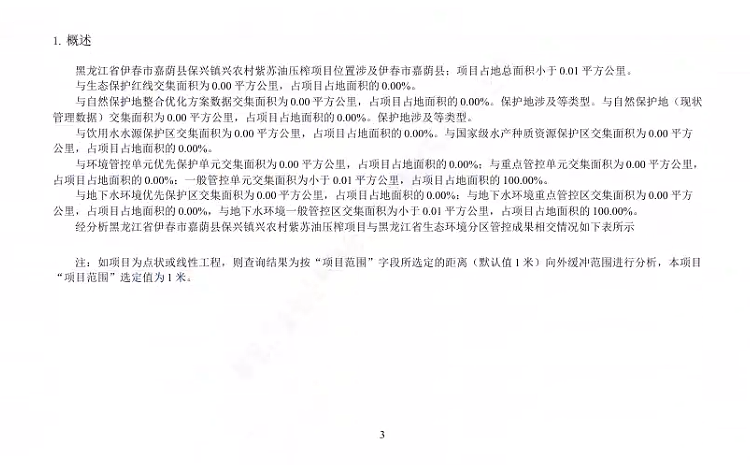 1. 概述
黑龙江省伊春市嘉荫县保兴镇兴农村紫苏油压榨项目位置涉及伊春市嘉荫县；项目占地总面积小于 0.01 平方公里。
与生态保护红线交集面积为 0.00 平方公里，占项目占地面积的 0.00%。
与自然保护地整合优化方案数据交集面积为 0.00 平方公里，占项目占地面积的 0.00%。保护地涉及等类型。与自然保护地（现状
管理数据）交集面积为 0.00 平方公里，占项目占地面积的 0.00%。保护地涉及等类型。
与饮用水水源保护区交集面积为 0.00 平方公里，占项目占地面积的 0.00%。与国家级水产种质资源保护区交集面积为 0.00 平方
公里，占项目占地面积的 0.00%。
与环境管控单元优先保护单元交集面积为 0.00 平方公里，占项目占地面积的 0.00%；与重点管控单元交集面积为 0.00 平方公里，
占项目占地面积的 0.00%；一般管控单元交集面积为小于 0.01 平方公里，占项目占地面积的 100.00%。
与地下水环境优先保护区交集面积为 0.00 平方公里，占项目占地面积的 0.00%；与地下水环境重点管控区交集面积为 0.00 平方
公里，占项目占地面积的 0.00%，与地下水环境一般管控区交集面积为小于 0.01 平方公里，占项目占地面积的 100.00%。
经分析黑龙江省伊春市嘉荫县保兴镇兴农村紫苏油压榨项目与黑龙江省生态环境分区管控成果相交情况如下表所示
注：如项目为点状或线性工程，则查询结果为按“项目范围”字段所选定的距离（默认值 1 米）向外缓冲范围进行分析，本项目
“项目范围”选定值为 1 米。
3